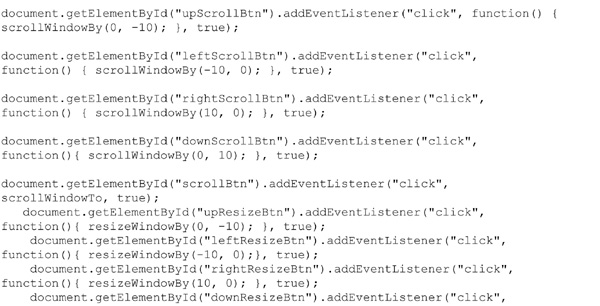 document.getElementById("upScrollBtn").addEventListener("click", function() {
scrollWindowBy(0, -10); }, true);
document.getElementById("leftScrollBtn").addEventListener("click",
function() { scrollWindowBy(-10, 0); }, true);
document.getElementById("rightScrollBtn").addEventListener("click",
function() { scrollWindowBy(10, 0); }, true);
document.getElementById("downScrollBtn").addEventListener("click",
function(){ scrollWindowBy(0, 10); }, true);
document.getElementById("scrollBtn").addEventListener("click",
scrollWindowTo, true);
document.getElementById("upResizeBtn").addEventListener("click",
function(){ resizeWindowBy(0, -10); }, true);
document.getElementById("leftResizeBtn").addEventListener("click",
function(){ resizeWindowBy(-10, 0);}, true);
document.getElementById("rightResizeBtn").addEventListener("click",
function(){ resizeWindowBy(10, 0);}, true);
document.getElementById("downResizeBtn").addEventListener("click",